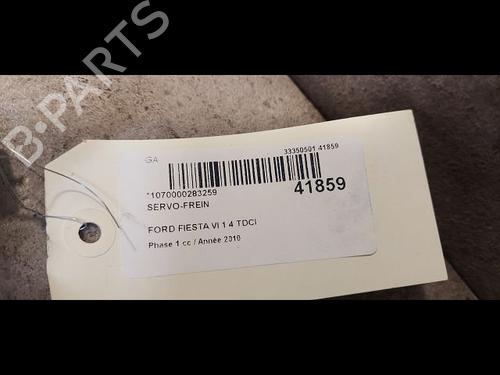 B-PARTS
GA
33350501 41859
*1070000283259
41859
SERVO-FREIN
FORD FIESTA VI 1 4 TDCI
Phase 1 cc / Année 2010